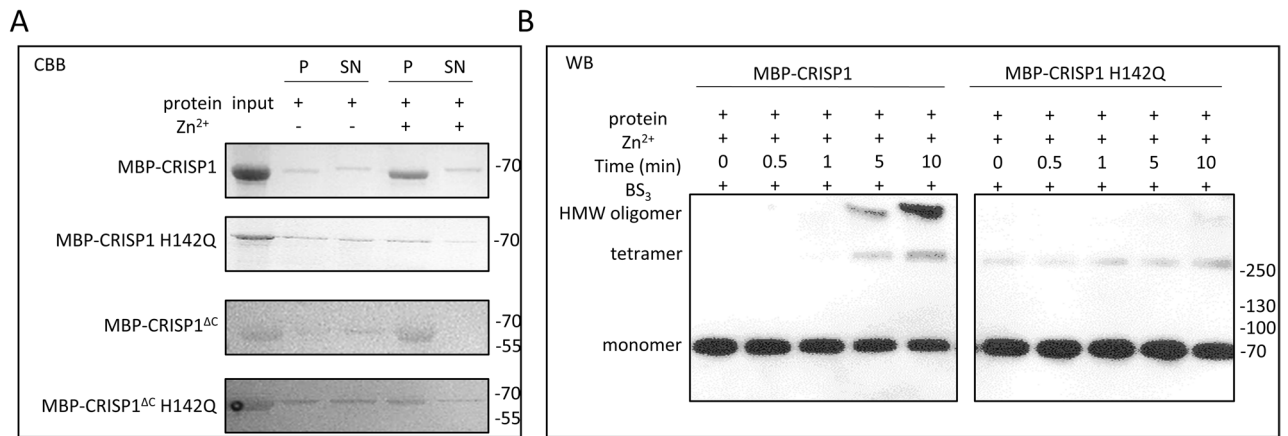 A
CBB
P SN P SN
protein input + + + +
Zn2+ - - + +
MBP-CRISP1 -70
MBP-CRISP1 H142Q -70
MBP-CRISP1ΔC -70
-55
MBP-CRISP1ΔC H142Q -70
-55
B
WB
MBP-CRISP1 MBP-CRISP1 H142Q
protein + + + + + + + + + +
Zn2+ + + + + + + + + + +
Time (min) 0 0.5 1 5 10 0 0.5 1 5 10
BS3 + + + + + + + + + +
HMW oligomer
tetramer
-250
-130
-100
monomer -70